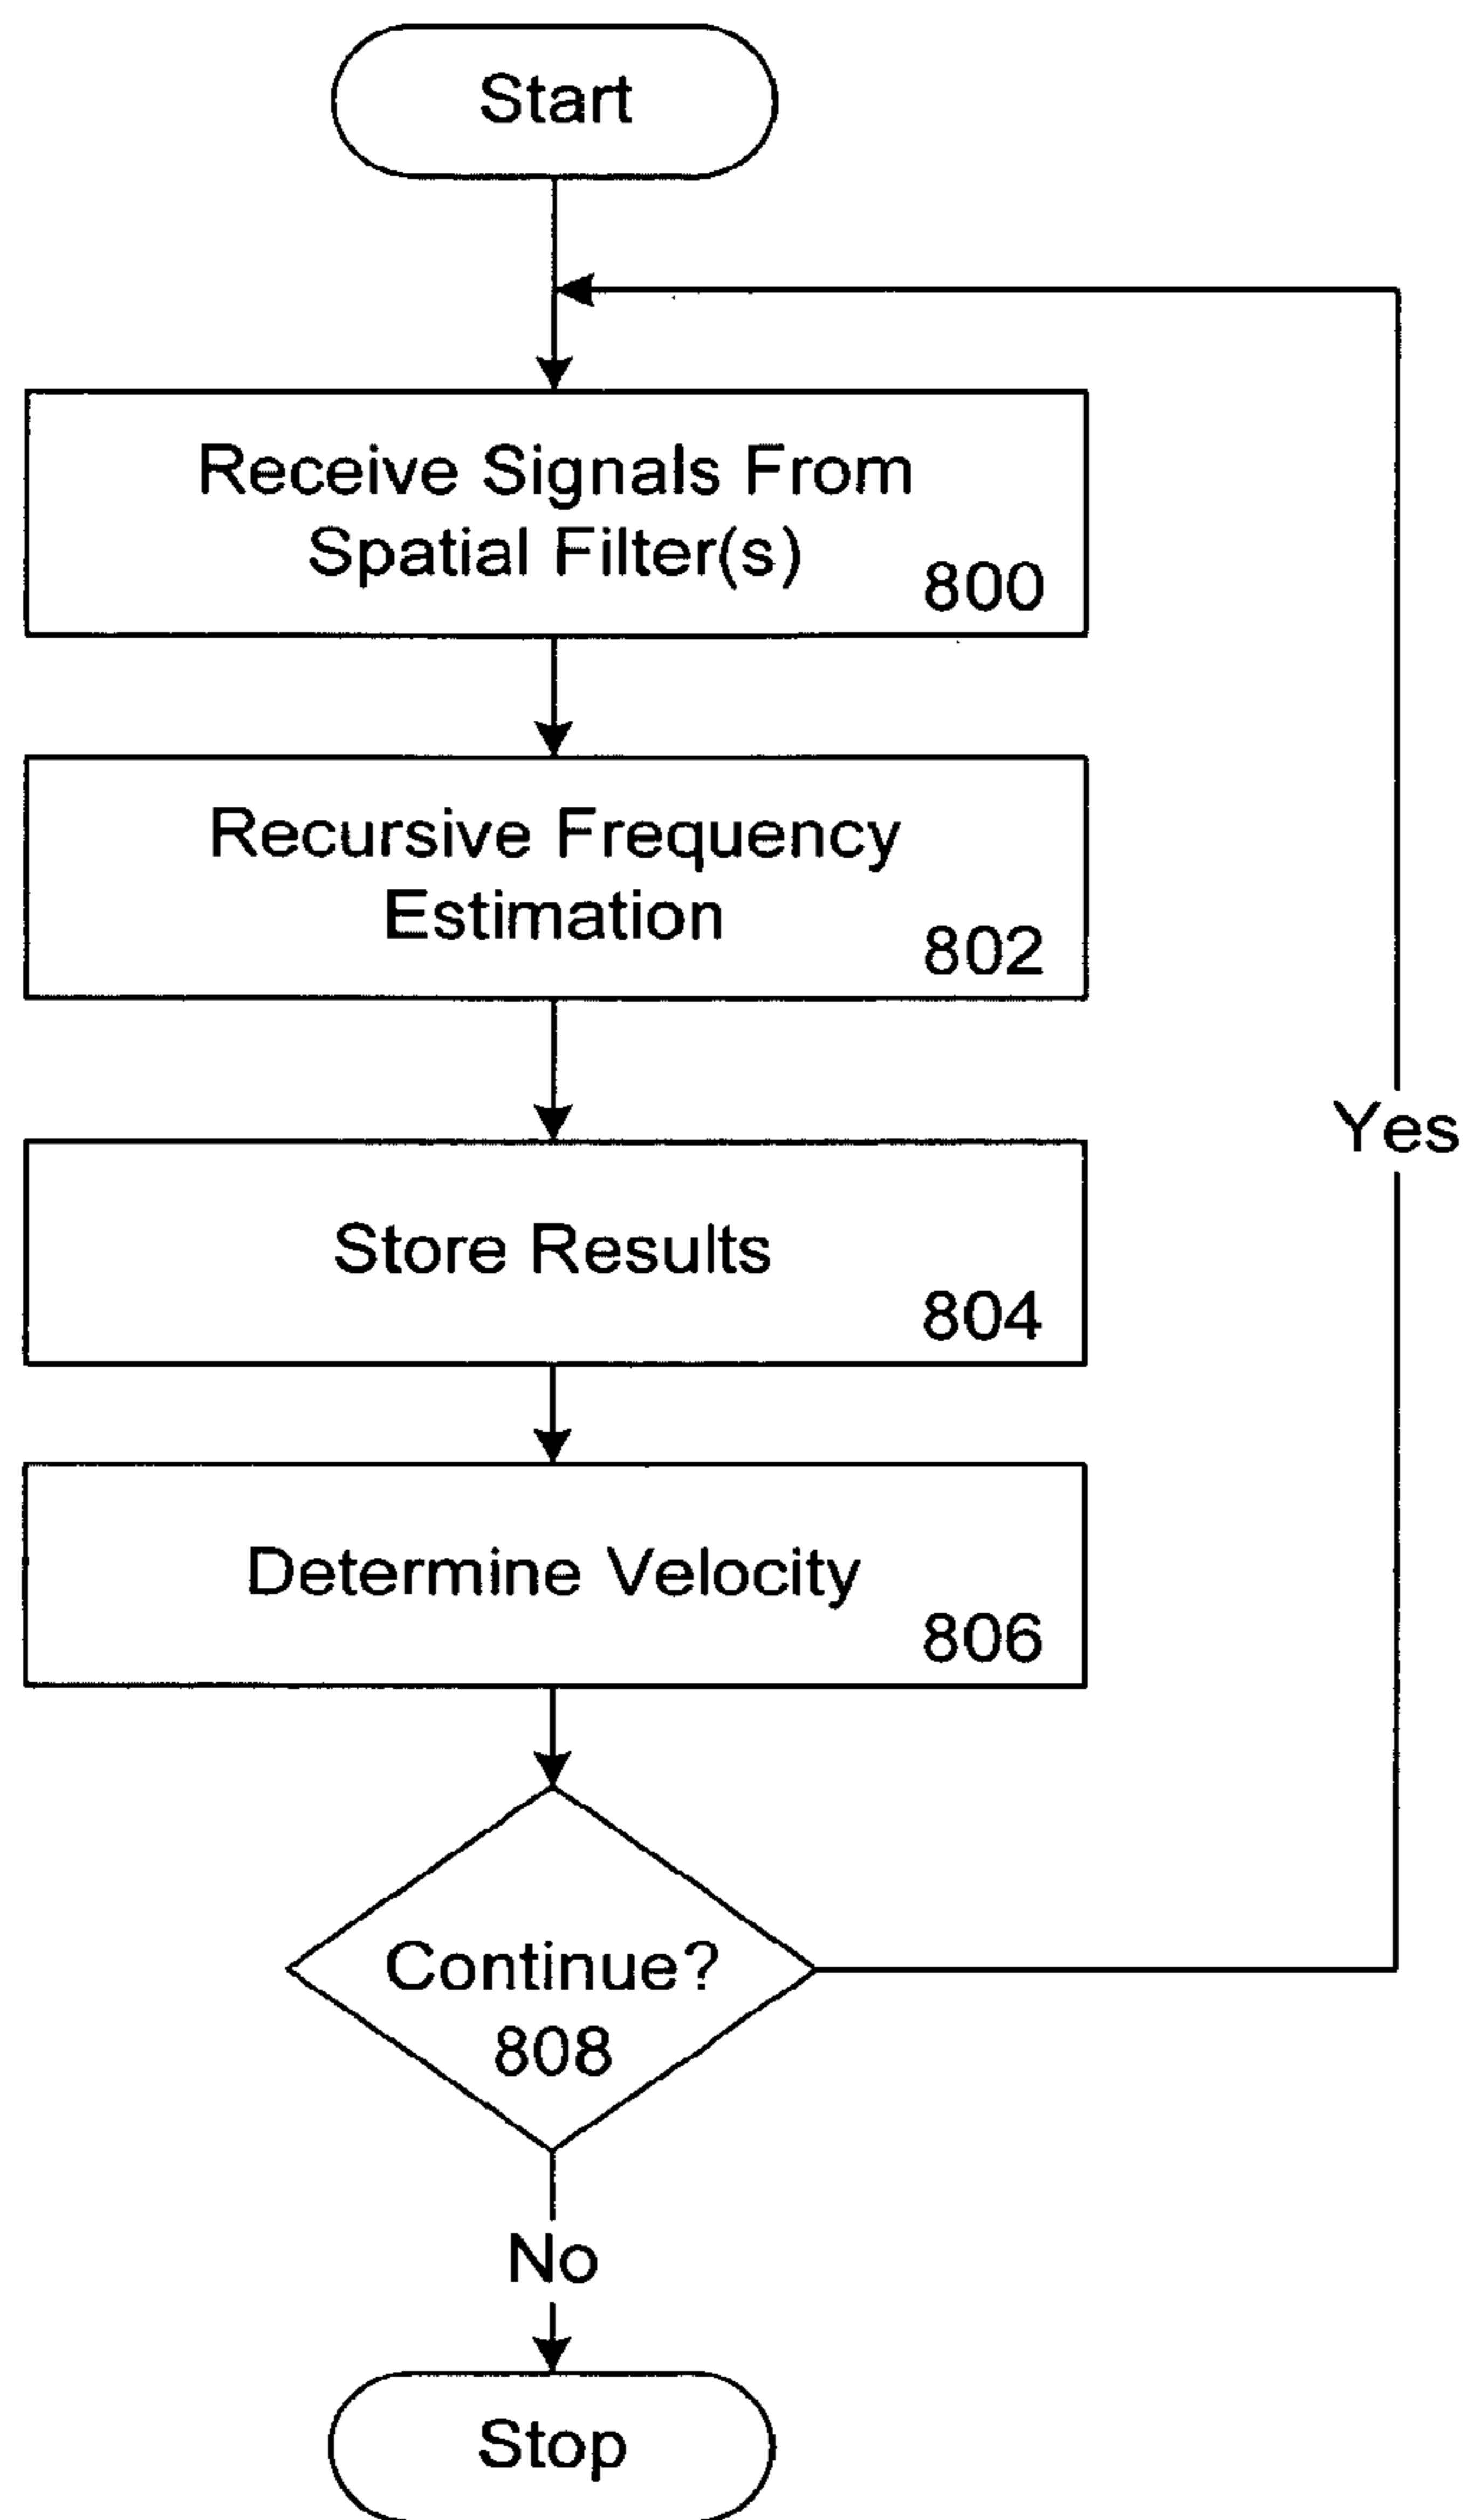 Start
Receive Signals From
Spatial Filter(s)
800
Recursive Frequency
Estimation
802
Yes
Store Results
804
Determine Velocity
806
Continue?
808
No
Stop